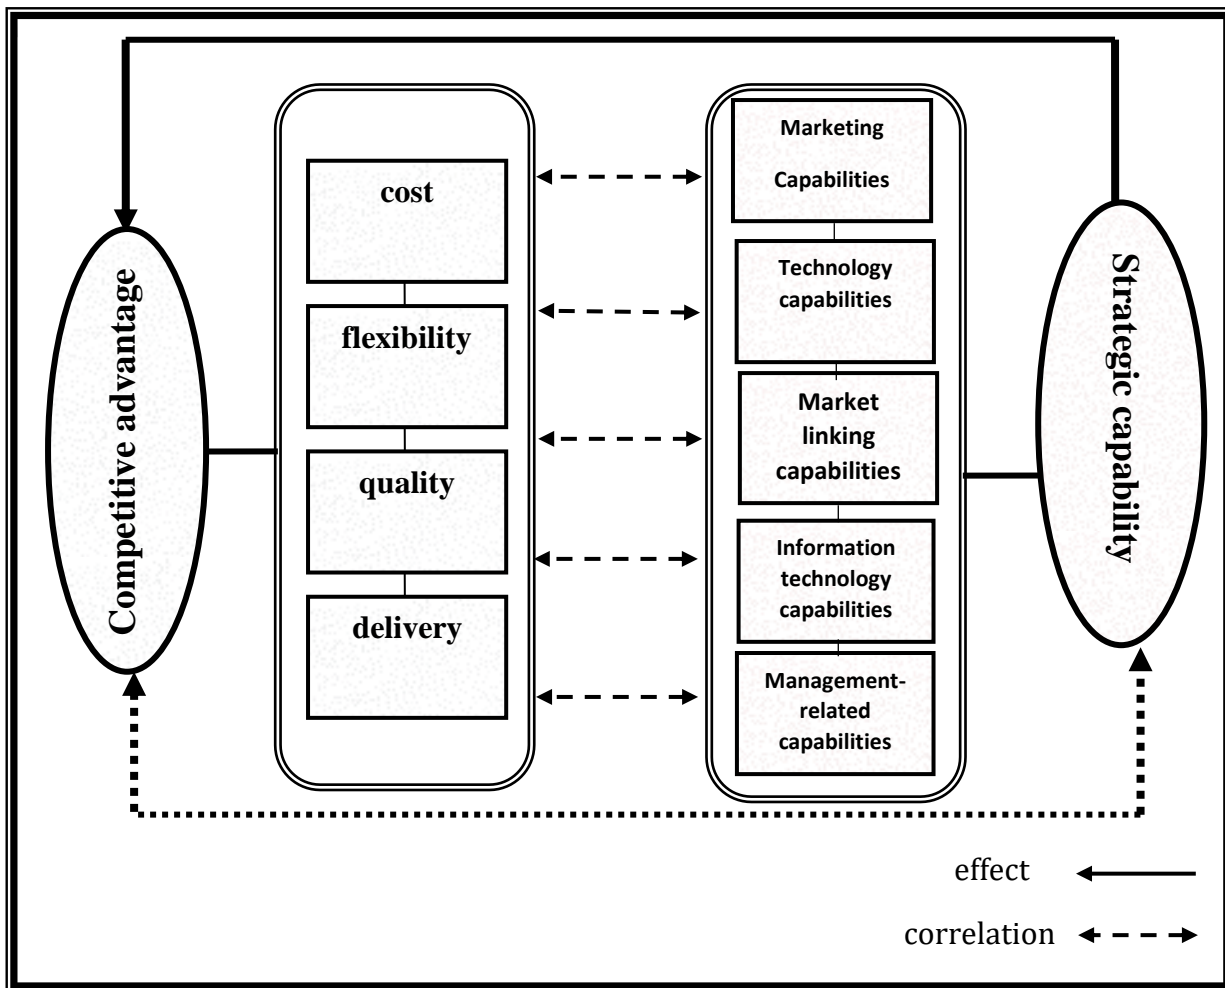 Competitive advantage
cost
flexibility
quality
delivery
Marketing
Capabilities
Technology
capabilities
Market
linking
capabilities
Information
technology
capabilities
Management-
related
capabilities
Strategic capability
effect
correlation